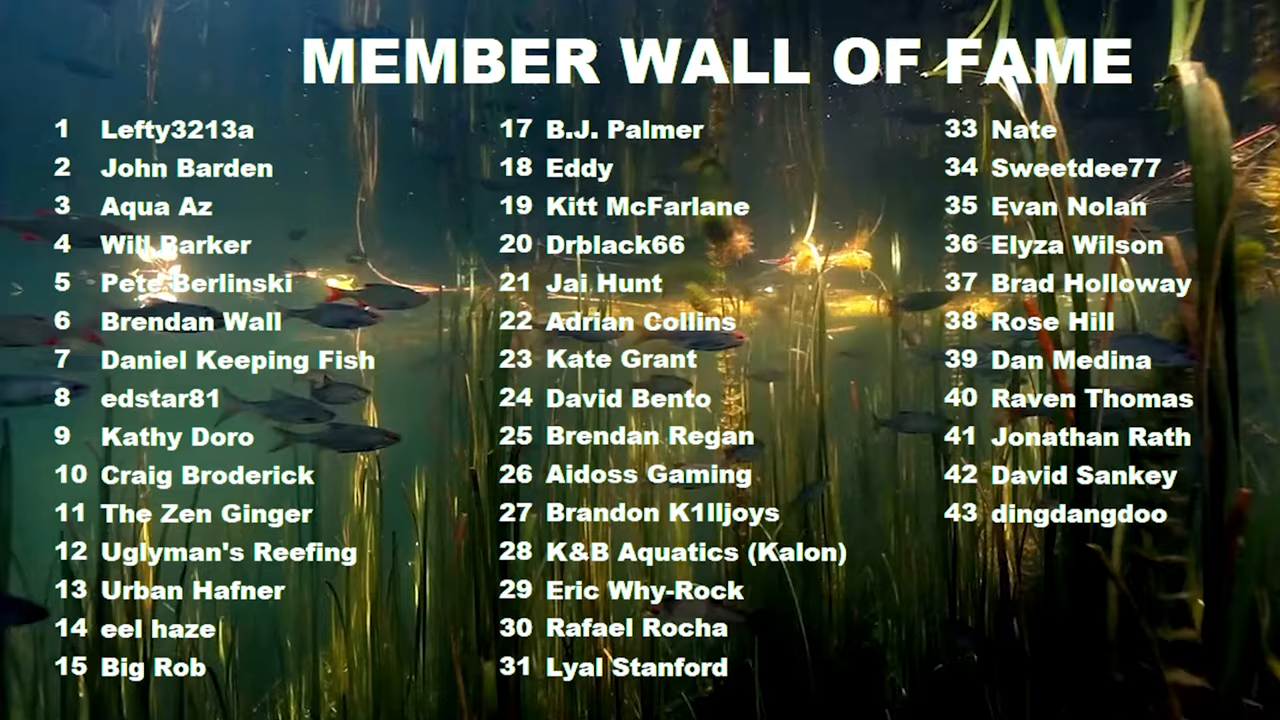 MEMBER WALL OF FAME
1 Lefty3213a
2 John Barden
3 Aqua Az
4 Will Barker
5 Pete Berlinski
6 Brendan Wall
7 Daniel Keeping Fish
8 edstar81
9 Kathy Doro
10 Craig Broderick
11 The Zen Ginger
12 Uglyman's Reefing
13 Urban Hafner
14 eel haze
15 Big Rob
17 B.J. Palmer
18 Eddy
19 Kitt McFarlane
20 Drblack66
21 Jai Hunt
22 Adrian Collins
23 Kate Grant
24 David Bento
25 Brendan Regan
26 Aidoss Gaming
27 Brandon K1lljoys
28 K&B Aquatics (Kalon)
29 Eric Why-Rock
30 Rafael Rocha
31 Lyal Stanford
33 Nate
34 Sweetdee77
35 Evan Nolan
36 Elyza Wilson
37 Brad Holloway
38 Rose Hill
39 Dan Medina
40 Raven Thomas
41 Jonathan Rath
42 David Sankey
43 dingdangdoo